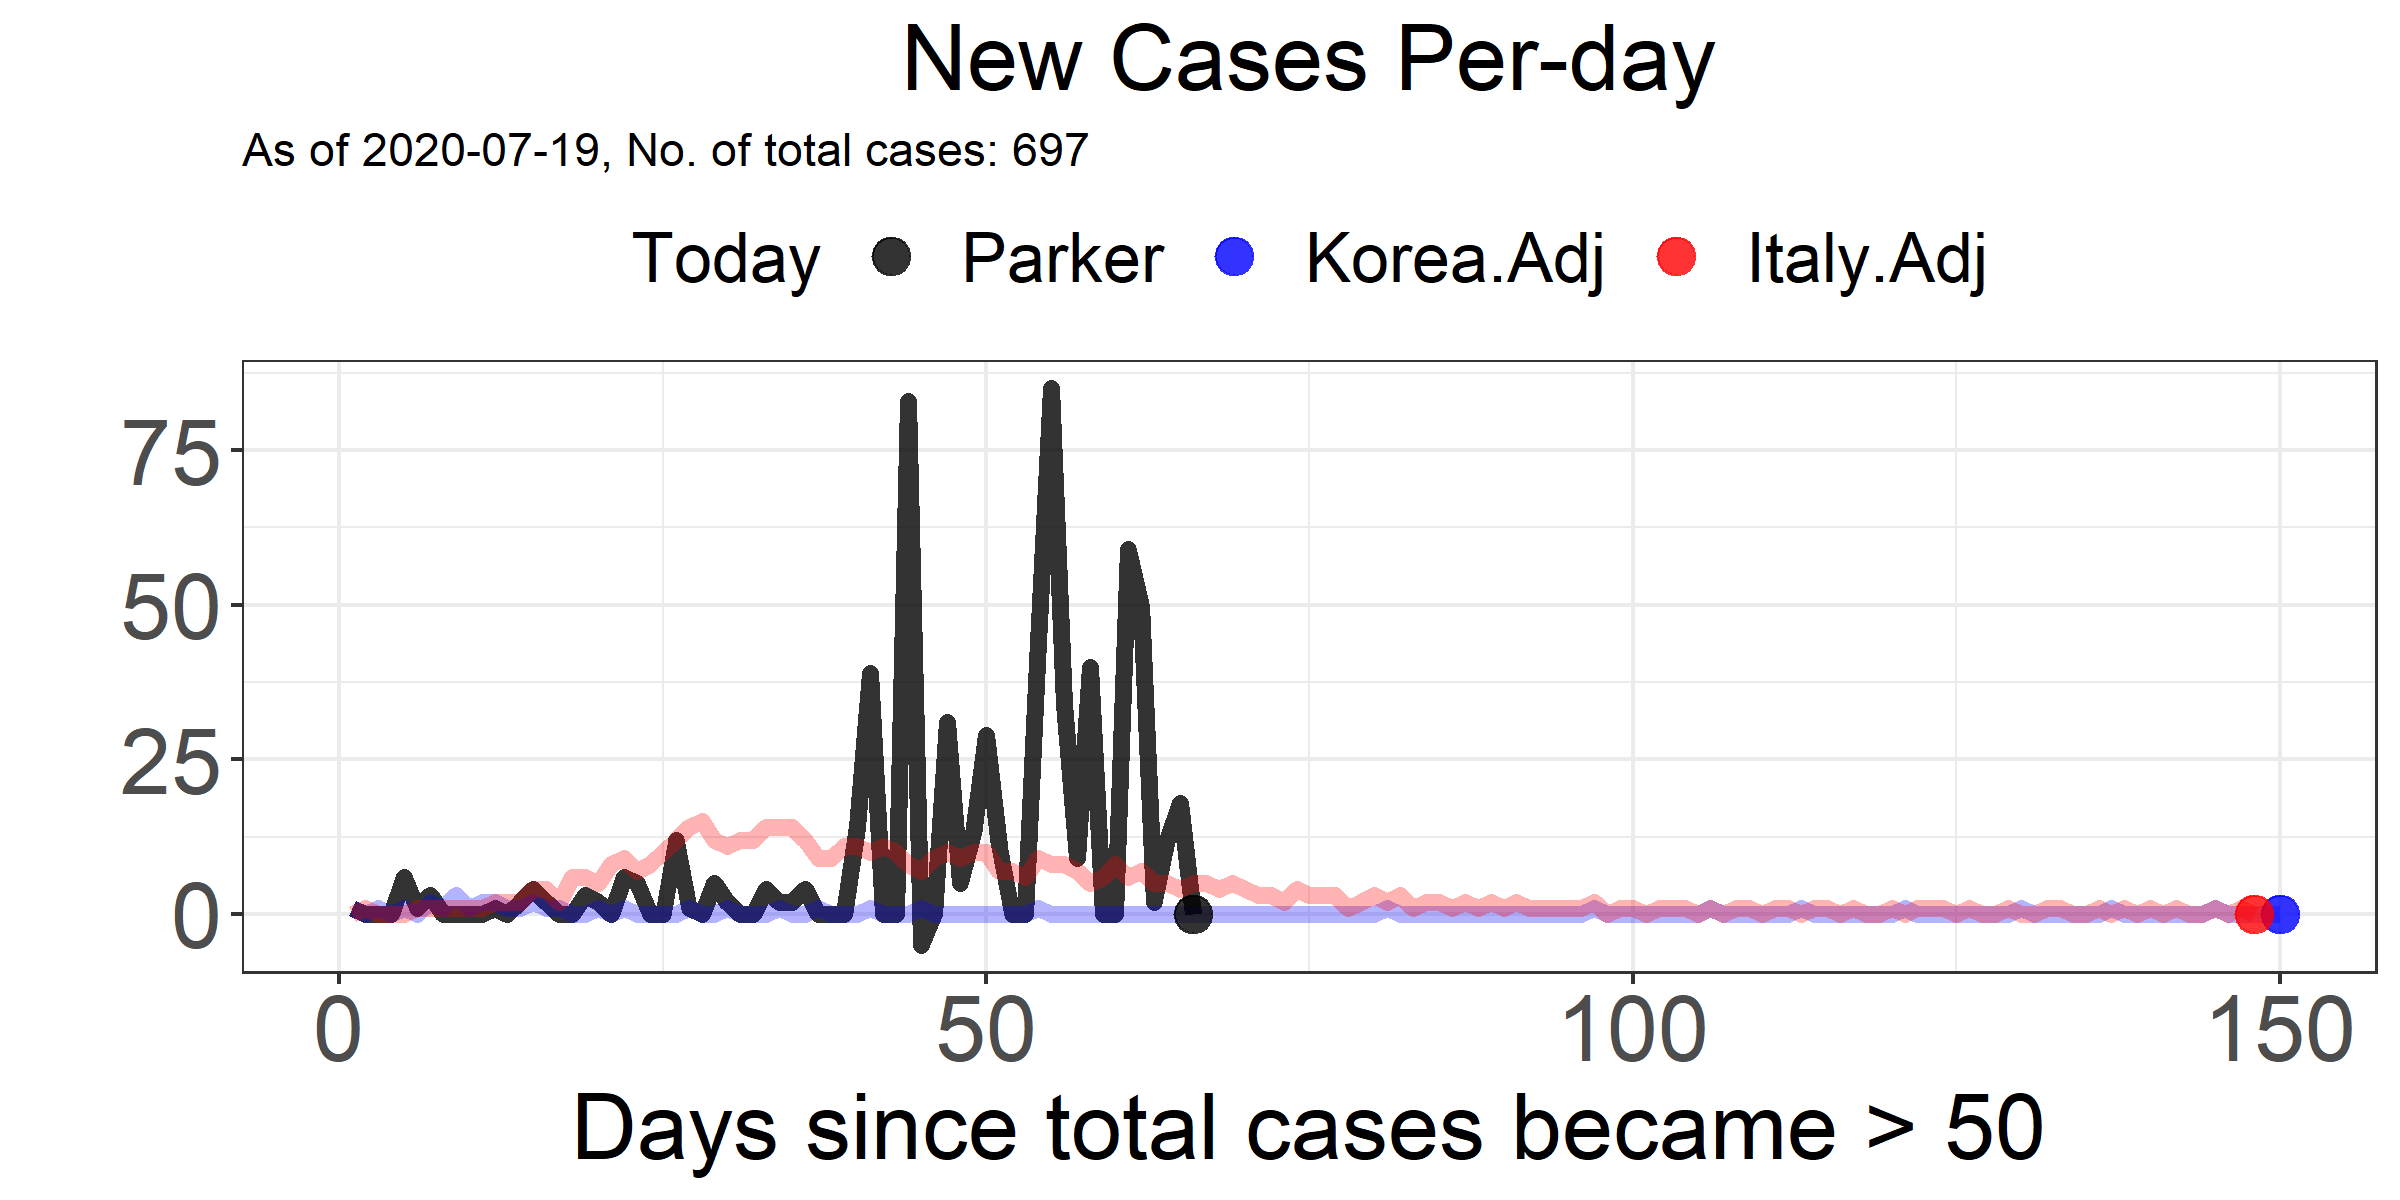 New Cases Per-day
As of 2020-07-19, No. of total cases: 697
Today Parker Korea.Adj Italy.Adj
75
50
25
0
0 50 100 150
Days since total cases became > 50